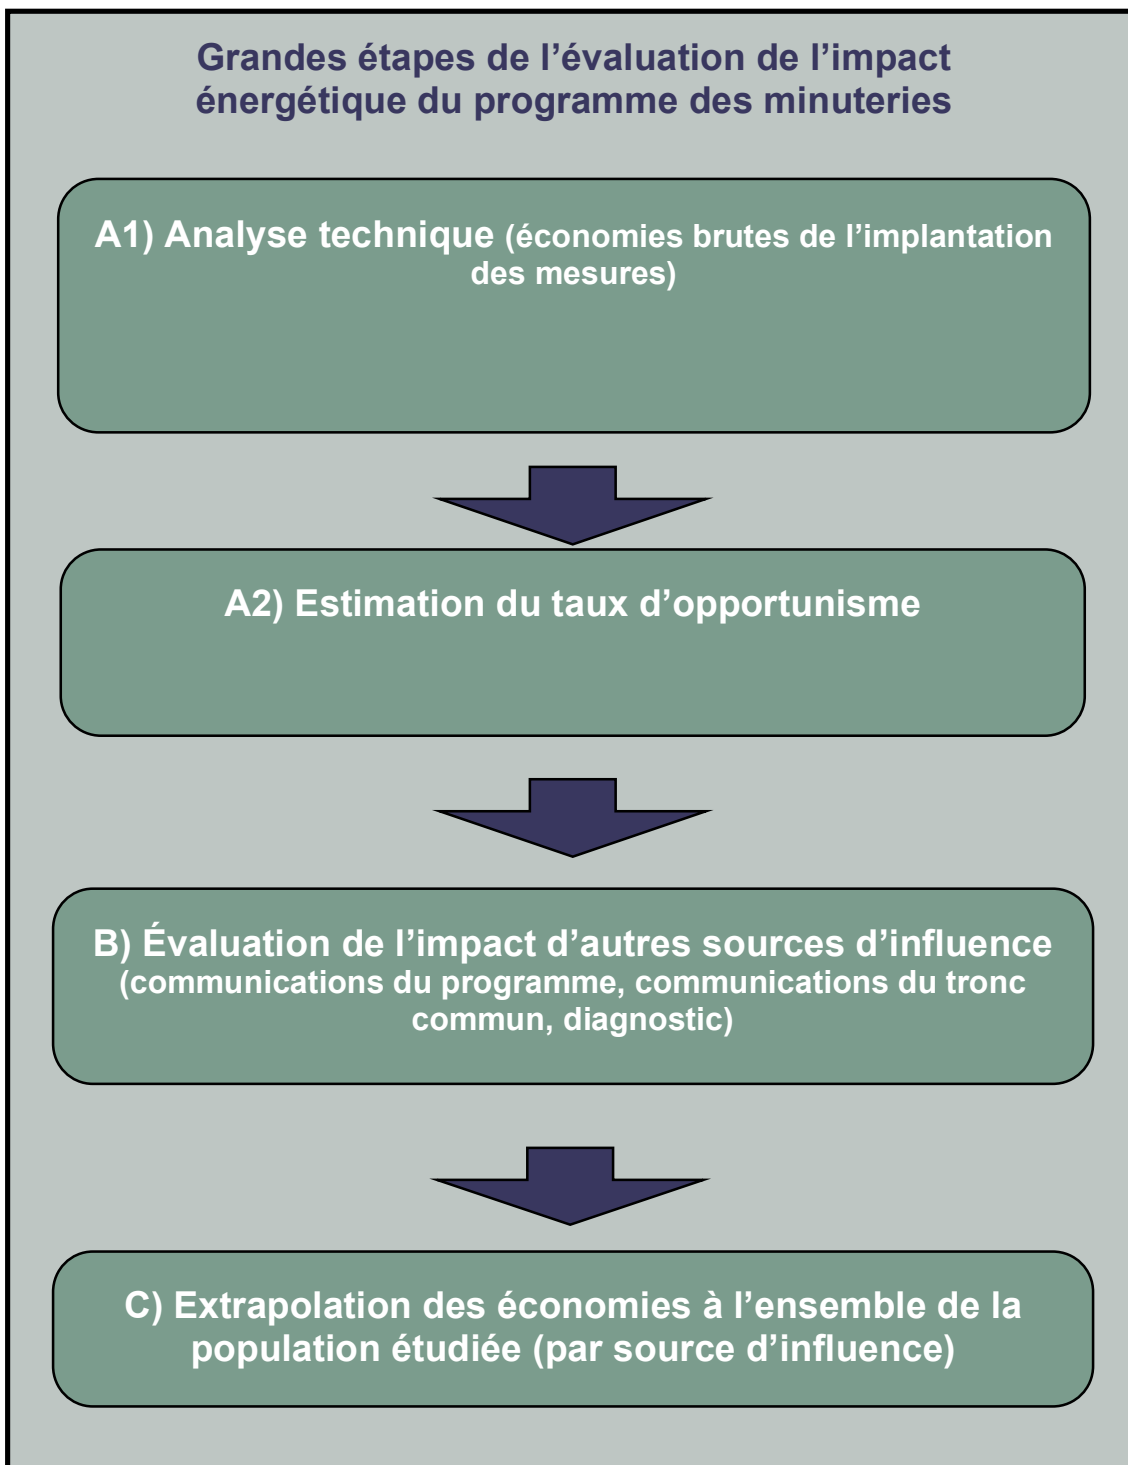 Grandes étapes de l’évaluation de l’impact
énergétique du programme des minuteries
A1) Analyse technique (économies brutes de l’implantation
des mesures)
A2) Estimation du taux d’opportunisme
B) Évaluation de l’impact d’autres sources d’influence
(communications du programme, communications du tronc
commun, diagnostic)
C) Extrapolation des économies à l’ensemble de la
population étudiée (par source d’influence)